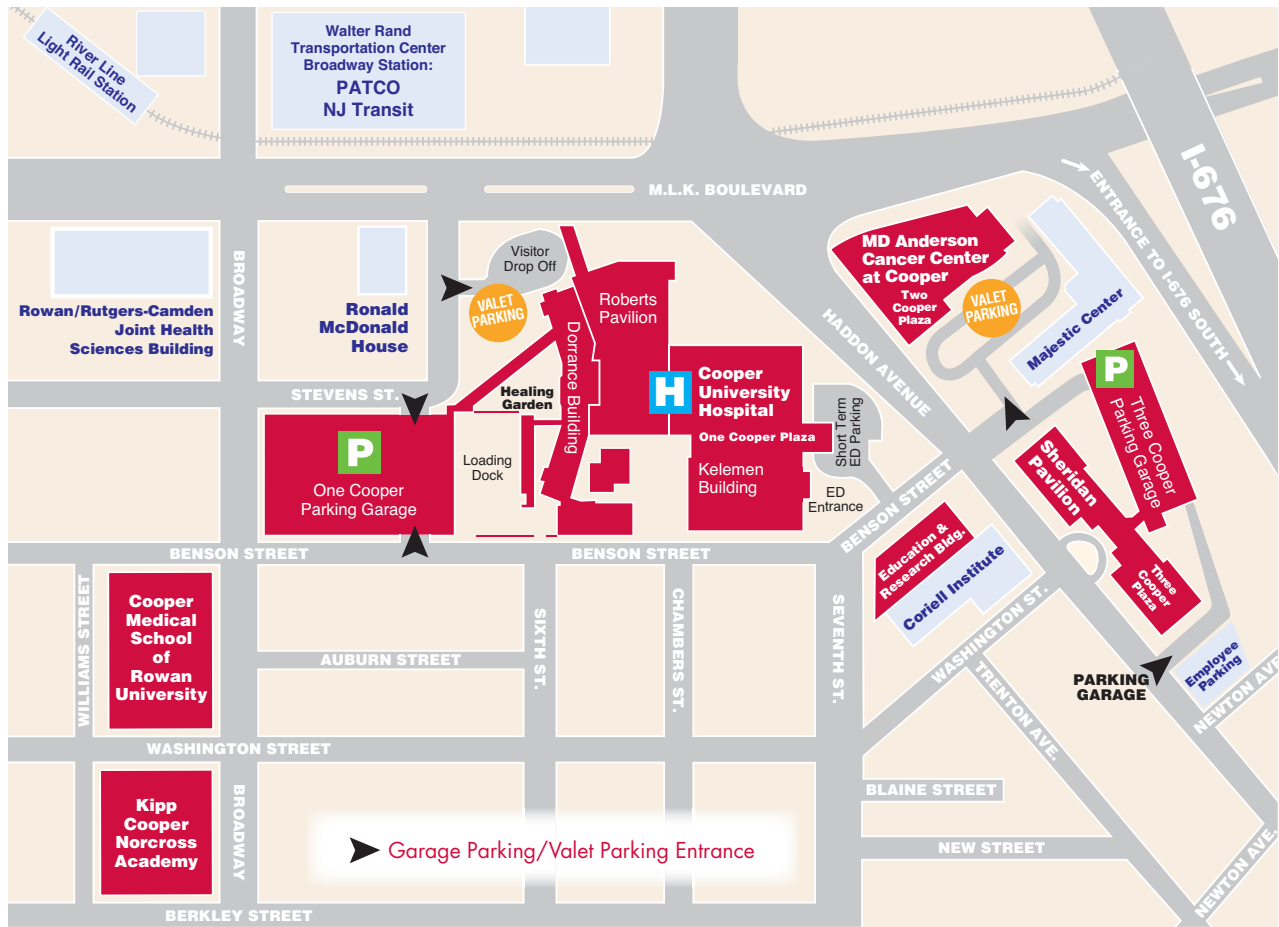 River Line
Light Rail Station
Walter Rand
Transportation Center
Broadway Station:
PATCO
NJ Transit
I-676
M.L.K. BOULEVARD
ENTRANCE TO I-676 SOUTH
Rowan/Rutgers-Camden
Joint Health
Sciences Building
BROADWAY
Ronald
McDonald
House
Visitor
Drop Off
VALET
PARKING
Roberts
Pavilion
Dorrance Building
MD Anderson
Cancer Center
at Cooper
Two
Cooper
Plaza
VALET
PARKING
Majestic Center
HADDON AVENUE
STEVENS ST.
Healing
Garden
H
Cooper
University
Hospital
One Cooper Plaza
Kelemen
Building
Short Term
ED Parking
ED
Entrance
P
Three Cooper
Parking Garage
Sheridan
Pavilion
Three
Cooper
Plaza
P
One Cooper
Parking Garage
Loading
Dock
BENSON STREET
BENSON STREET
BENSON STREET
Education &
Research Bldg.
Coriell Institute
WILLIAMS STREET
Cooper
Medical
School
of
Rowan
University
AUBURN STREET
SIXTH ST.
CHAMBERS ST.
SEVENTH ST.
WASHINGTON ST.
TRENTON AVE.
PARKING
GARAGE
Employee
Parking
NEWTON AVE
WASHINGTON STREET
Kipp
Cooper
Norcross
Academy
BROADWAY
BLAINE STREET
NEW STREET
NEWTON AVE.
Garage Parking/Valet Parking Entrance
BERKLEY STREET